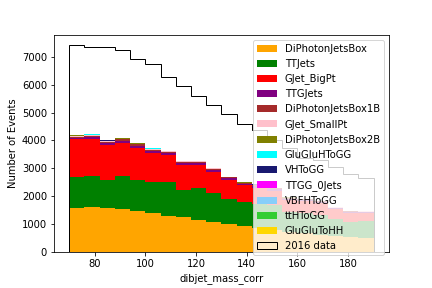 7000
6000
5000
4000
3000
2000
1000
0
Number of Events
80
100
120
140
160
180
dibjet_mass_corr
DiPhotonJetsBox
TTJets
GJet_BigPt
TTGJets
DiPhotonJetsBox1B
GJet_SmallPt
DiPhotonJetsBox2B
GluGluHToGG
VHToGG
TTGG_0Jets
VBFHToGG
ttHToGG
GluGluToHH
2016 data